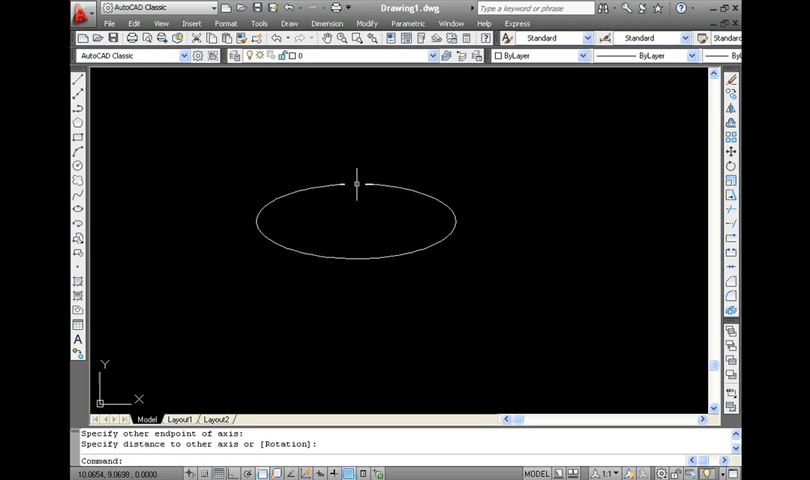 AutoCAD Classic
Drawing1.dwg
Type a keyword or phrase
File Edit View Insert Format Tools Draw Dimension Modify Parametric Window Help Express
Standard
Standard
Standard
AutoCAD Classic
0
ByLayer
ByLayer
ByLayer
Y
X
A
Model Layout1 Layout2
Specify other endpoint of axis:
Specify distance to other axis or [Rotation]:
Command:
10.0654, 9.0698, 0.0000
MODEL
1:1